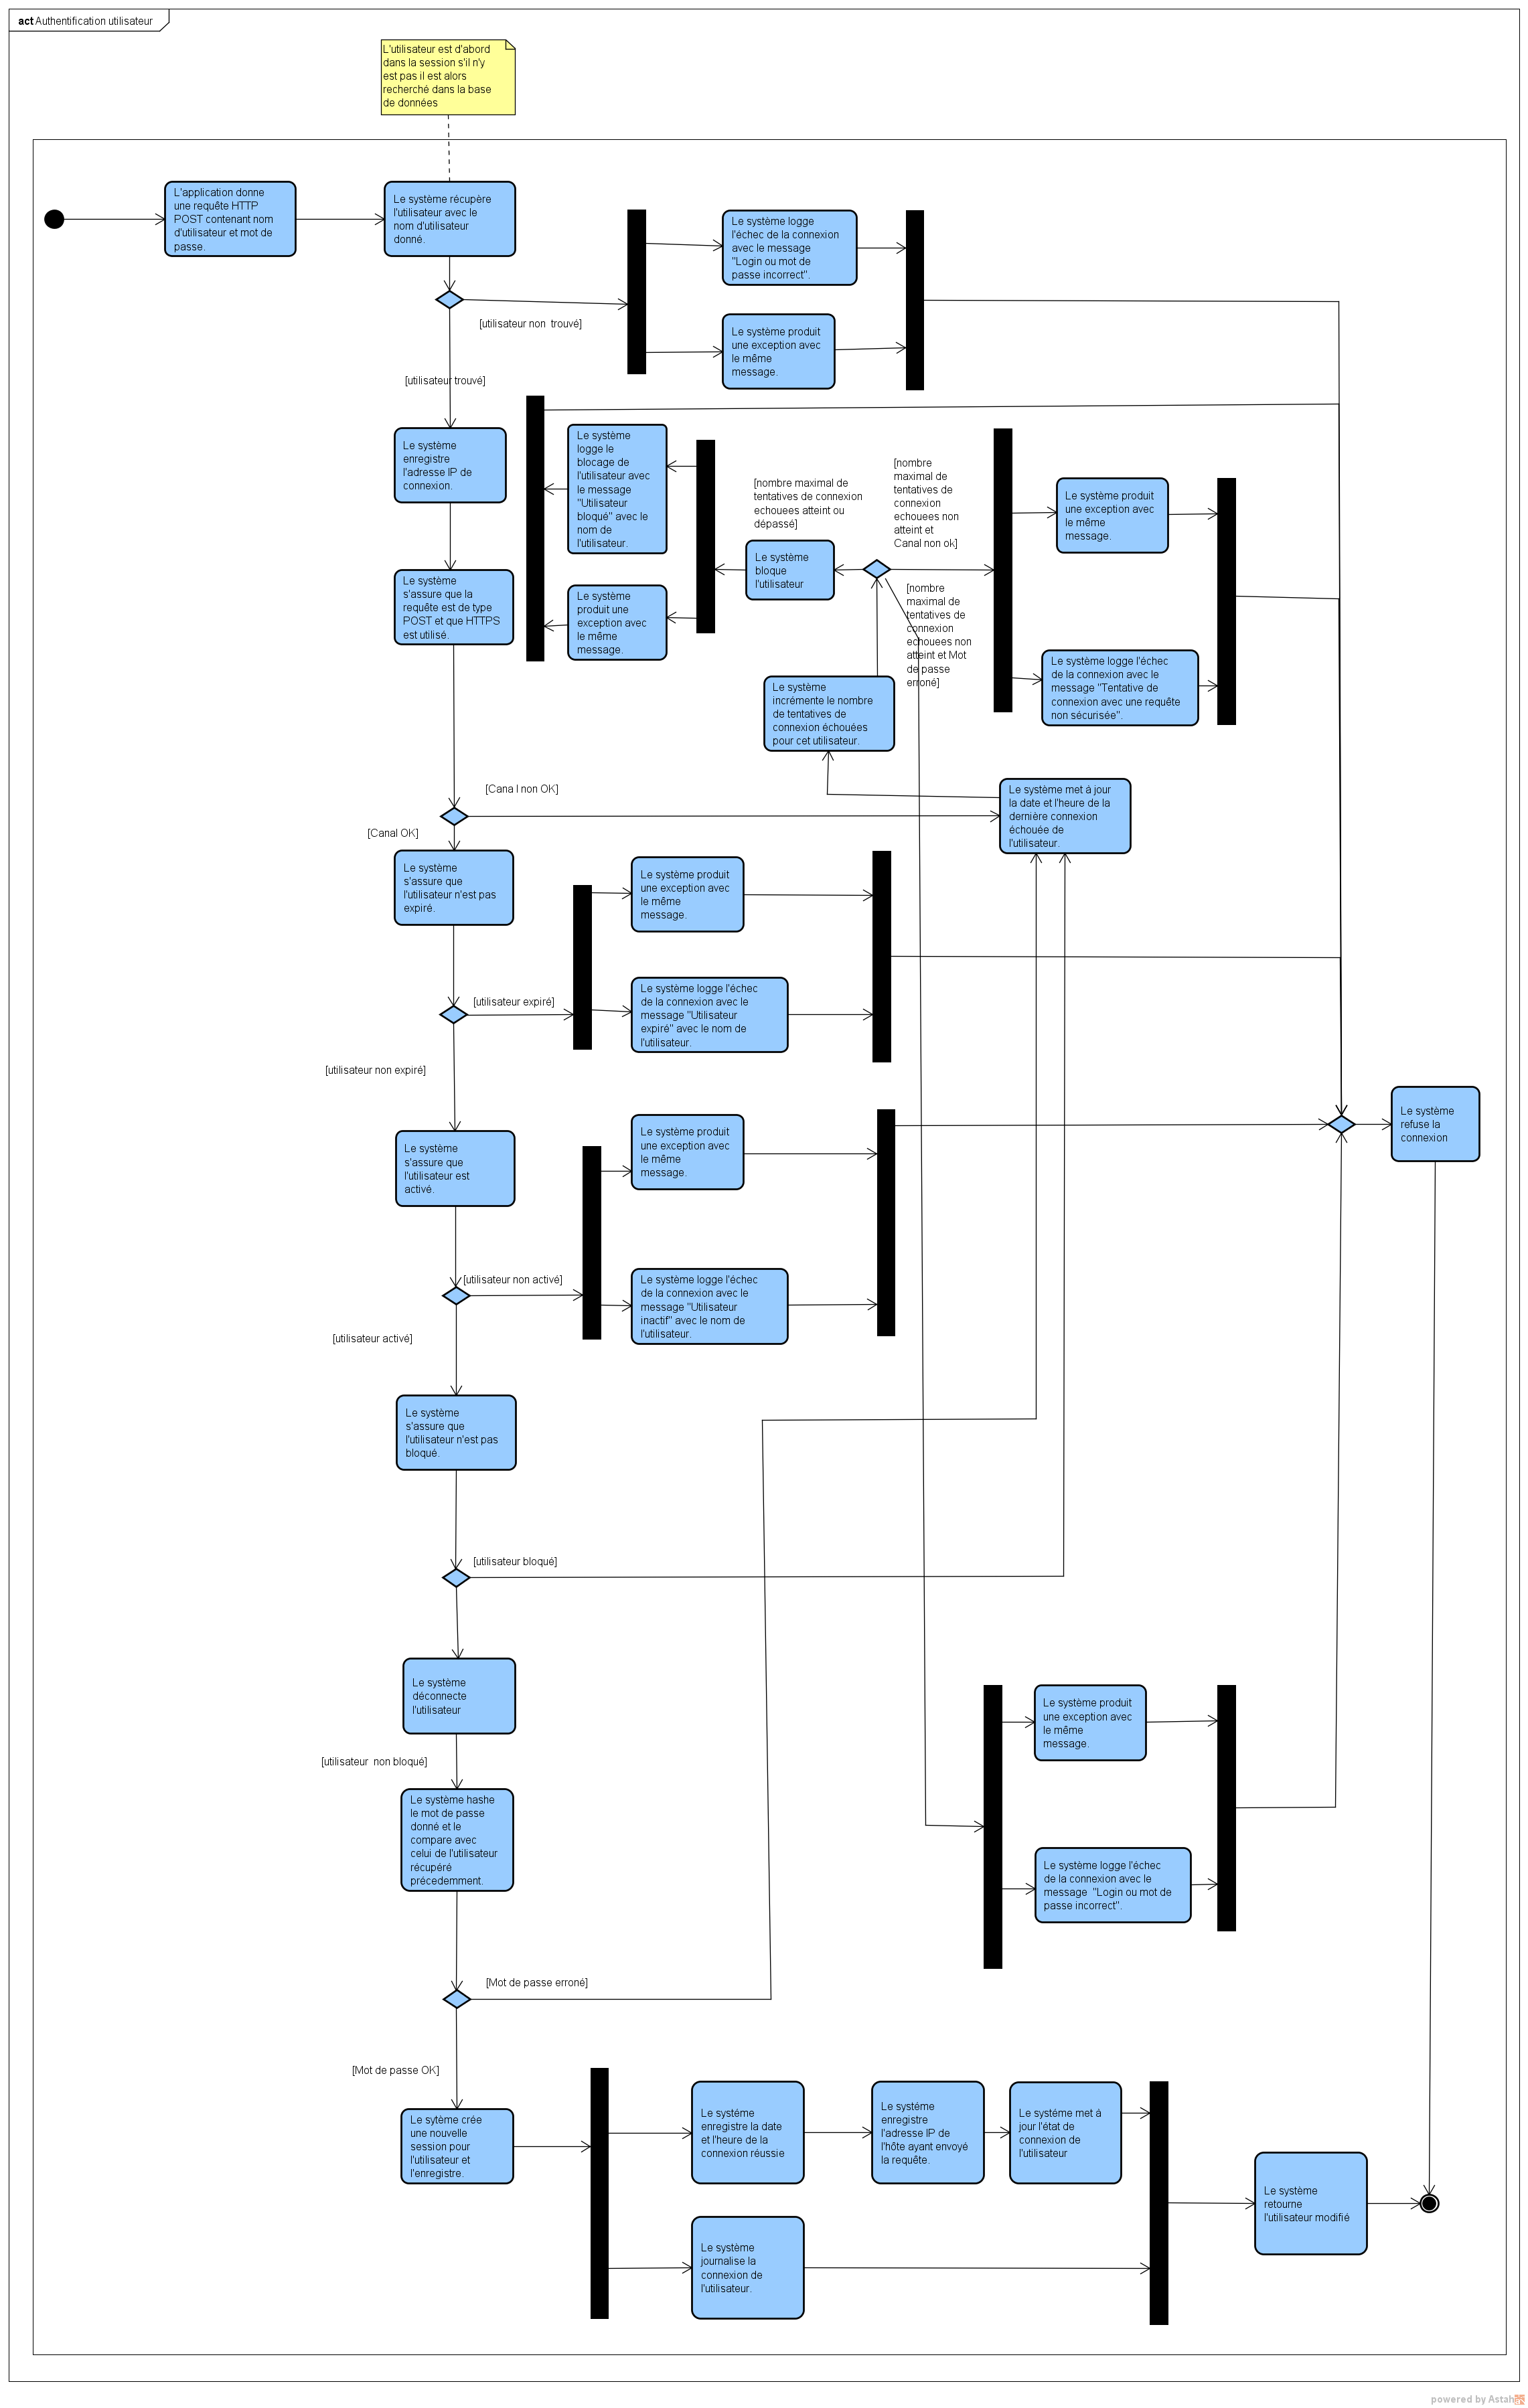 act Authentification utilisateur
L'utilisateur est d'abord
dans la session s'il n'y
est pas il est alors
recherché dans la base
de données
L'application donne
une requête HTTP
POST contenant nom
d'utilisateur et mot de
passe.
Le système récupère
l'utilisateur avec le
nom d'utilisateur
donné.
[utilisateur non  trouvé]
Le système logge
l'échec de la connexion
avec le message
"Login ou mot de
passe incorrect".
Le système produit
une exception avec
le même
message.
[utilisateur trouvé]
Le système
enregistre
l'adresse IP de
connexion.
Le système
logge le
blocage de
l'utilisateur avec
le message
"Utilisateur
bloqué" avec le
nom de
l'utilisateur.
Le système
produit une
exception avec
le même
message.
[nombre maximal de
tentatives de connexion
echouees atteint ou
dépassé]
Le système
bloque
l'utilisateur
[nombre
maximal de
tentatives de
connexion
echouees non
atteint et
Canal non ok]
[nombre
maximal de
tentatives de
connexion
echouees non
atteint et Mot
de passe
erroné]
Le système produit
une exception avec
le même
message.
Le système logge l'échec
de la connexion avec le
message "Tentative de
connexion avec une requête
non sécurisée".
Le système
s'assure que la
requête est de type
POST et que HTTPS
est utilisé.
Le système
incrémente le nombre
de tentatives de
connexion échouées
pour cet utilisateur.
[Cana l non OK]
Le système met à jour
la date et l'heure de la
dernière connexion
échouée de
l'utilisateur.
[Canal OK]
Le système
s'assure que
l'utilisateur n'est pas
expiré.
Le système produit
une exception avec
le même
message.
[utilisateur expiré]
Le système logge l'échec
de la connexion avec le
message "Utilisateur
expiré" avec le nom de
l'utilisateur.
[utilisateur non expiré]
Le système
s'assure que
l'utilisateur est
activé.
Le système produit
une exception avec
le même
message.
Le système
refuse la
connexion
[utilisateur non activé]
Le système logge l'échec
de la connexion avec le
message "Utilisateur
inactif" avec le nom de
l'utilisateur.
[utilisateur activé]
Le système
s'assure que
l'utilisateur n'est pas
bloqué.
[utilisateur bloqué]
Le système
déconnecte
l'utilisateur
[utilisateur  non bloqué]
Le système produit
une exception avec
le même
message.
Le système hashe
le mot de passe
donné et le
compare avec
celui de l'utilisateur
récupéré
précedemment.
Le système logge l'échec
de la connexion avec le
message  "Login ou mot de
passe incorrect".
[Mot de passe erroné]
[Mot de passe OK]
Le sytème crée
une nouvelle
session pour
l'utilisateur et
l'enregistre.
Le systéme
enregistre la date
et l'heure de la
connexion réussie
Le systéme
enregistre
l'adresse IP de
l'hôte ayant envoyé
la requête.
Le systéme met à
jour l'état de
connexion de
l'utilisateur
Le système
retourne
l'utilisateur modifié
Le système
journalise la
connexion de
l'utilisateur.
powered by Astah